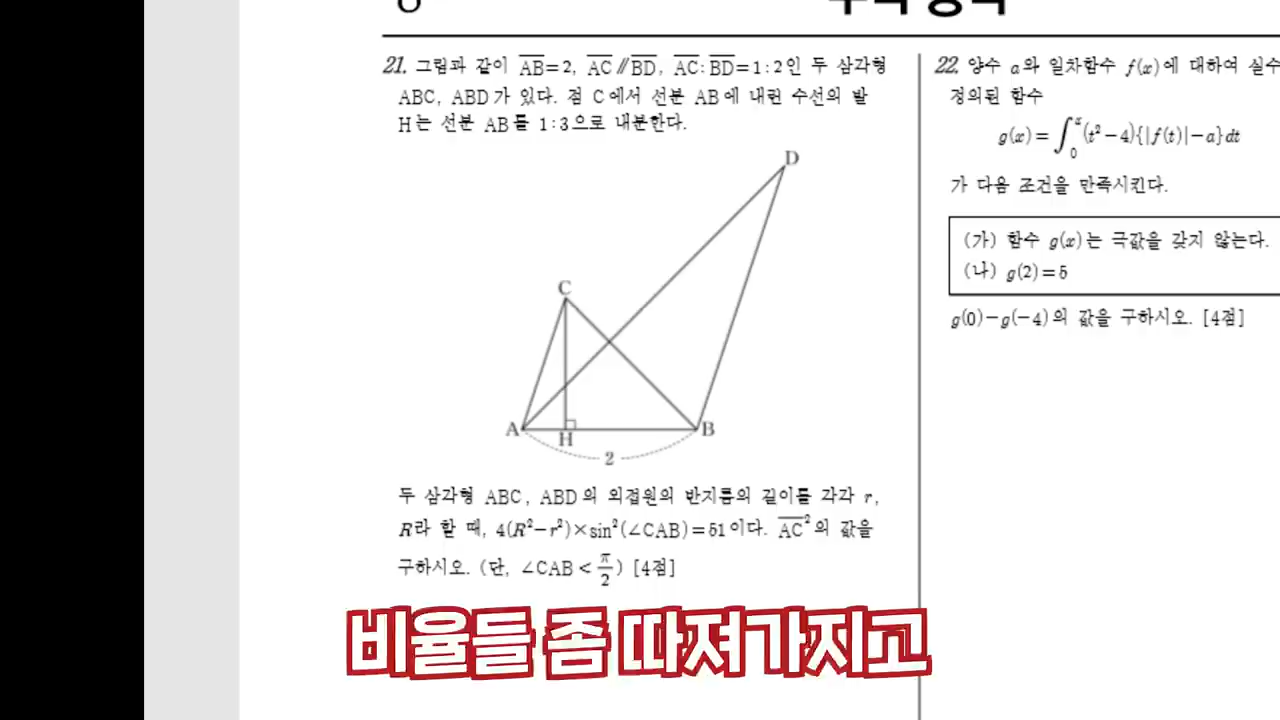 21. 그림과 같이 AB=2, AC∥BD, AC:BD=1:2인 두 삼각형
ABC, ABD가 있다. 점 C에서 선분 AB에 내린 수선의 발
H는 선분 AB를 1:3으로 내분한다.
D
C
A
H
B
2
두 삼각형 ABC, ABD의 외접원의 반지름의 길이를 각각 r,
R라 할 때, 4(R²−r²)×sin²(∠CAB)=51이다. AC²의 값을
구하시오. (단, ∠CAB < π/2) [4점]
22. 양수 a와 일차함수 f(x)에 대하여 실수
정의된 함수
g(x)=∫₀ˣ(t²−4){|f(t)|−a}dt
가 다음 조건을 만족시킨다.
(가) 함수 g(x)는 극값을 갖지 않는다.
(나) g(2)=5
g(0)−g(−4)의 값을 구하시오. [4점]
비율들 좀 따져가지고